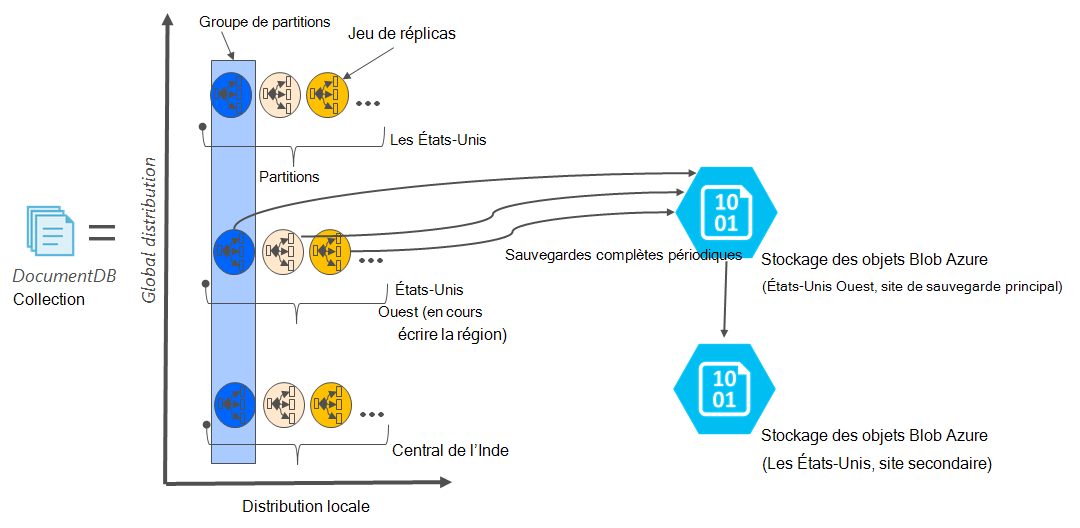 Groupe de partitions
Jeu de réplicas
Les États-Unis
Partitions
Global distribution
DocumentDB
Collection
10
01
Sauvegardes complètes périodiques
Stockage des objets Blob Azure
(États-Unis Ouest, site de sauvegarde principal)
États-Unis
Ouest (en cours
écrire la région)
10
01
Central de l’Inde
Stockage des objets Blob Azure
(Les États-Unis, site secondaire)
Distribution locale